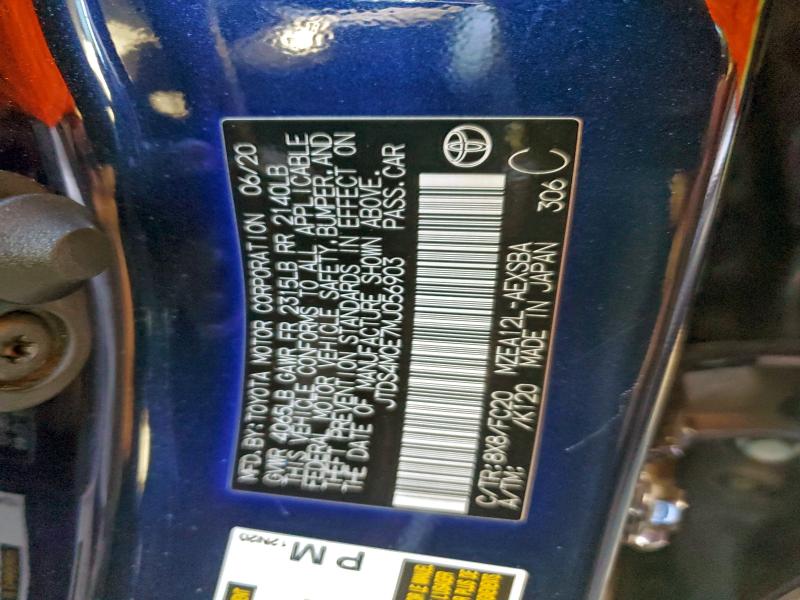 MFD.BY:TOYOTA MOTOR CORPORATION 06/20
GVWR 4065LB GAWR FR 2315LB RR 2140LB
THIS VEHICLE CONFORMS TO ALL APPLICABLE
FEDERAL MOTOR VEHICLE SAFETY, BUMPER, AND
THEFT PREVENTION STANDARDS IN EFFECT ON
THE DATE OF MANUFACTURE SHOWN ABOVE.
JTDS4MCE7MJ056903 PASS.CAR
C/TR:8X8/FC20 MZEA12L-AEXSBA
A/TM: /K120 MADE IN JAPAN 306 C
PM